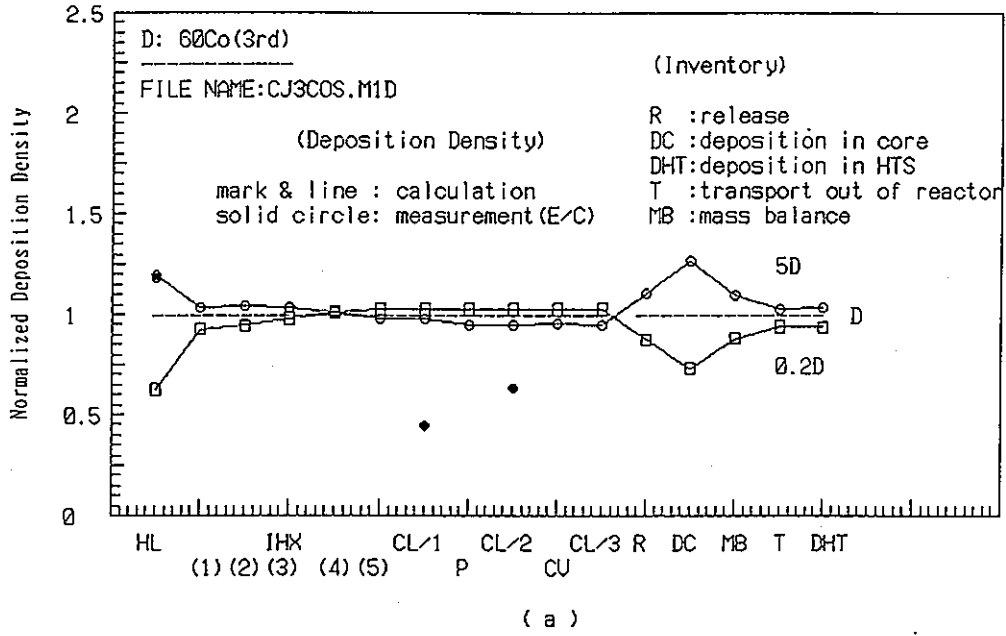 2.5
2
1.5
1
0.5
0
Normalized Deposition Density
D: 60Co(3rd)
FILE NAME:CJ3COS.M1D
(Deposition Density)
mark & line : calculation
solid circle: measurement(E/C)
(Inventory)
R :release
DC :deposition in core
DHT:deposition in HTS
T :transport out of reactor
MB :mass balance
5D
D
0.2D
HL IHX CL/1 CL/2 CL/3 R DC MB T DHT
(1) (2) (3) (4) (5) P CV
( a )